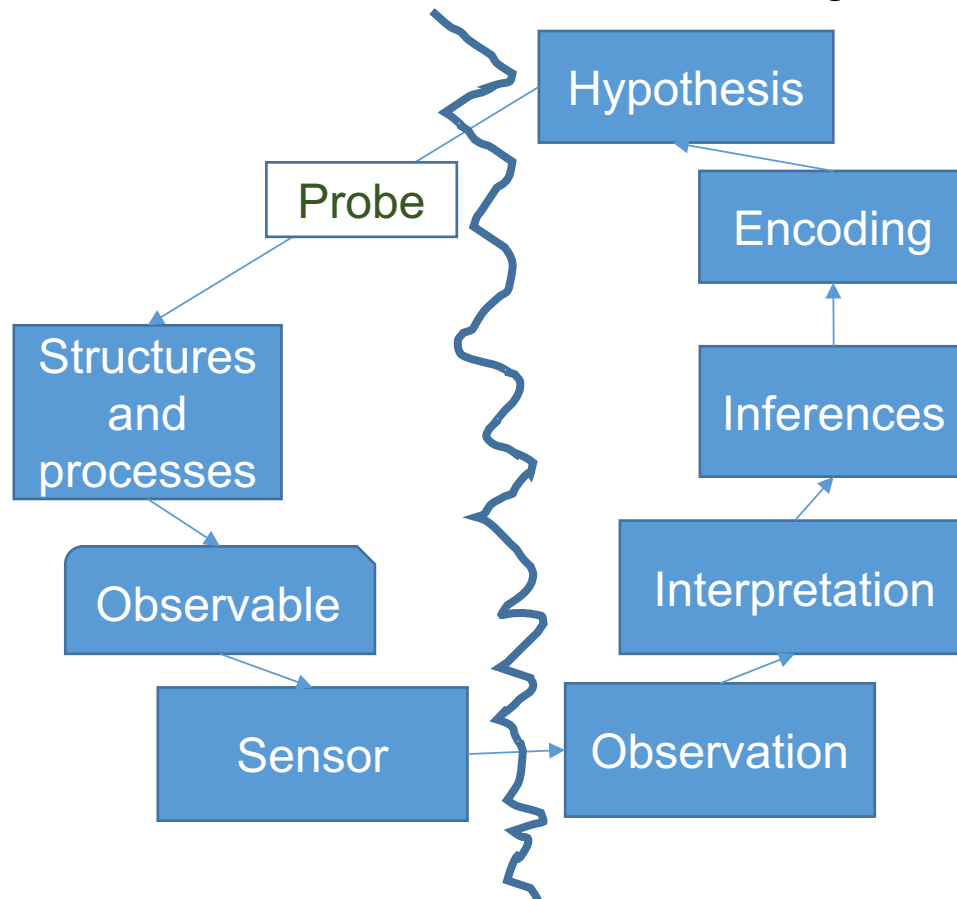 Hypothesis
Probe
Encoding
Structures
and
processes
Inferences
Observable
Interpretation
Sensor
Observation